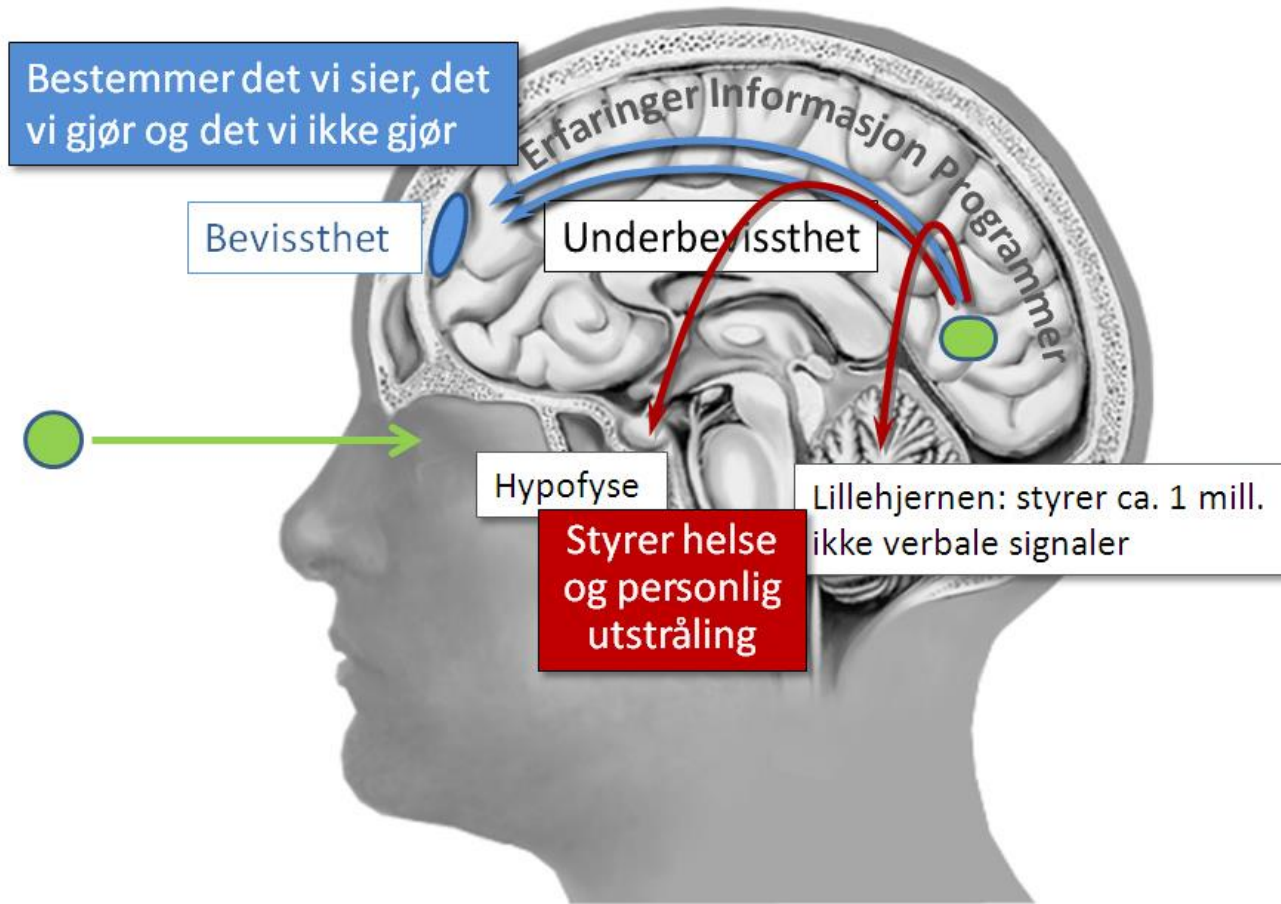 Bestemmer det vi sier, det
vi gjør og det vi ikke gjør
Erfaringer Informasjon Programmer
Bevissthet
Underbevissthet
Hypofyse
Styrer helse
og personlig
utstråling
Lillehjernen: styrer ca. 1 mill.
ikke verbale signaler